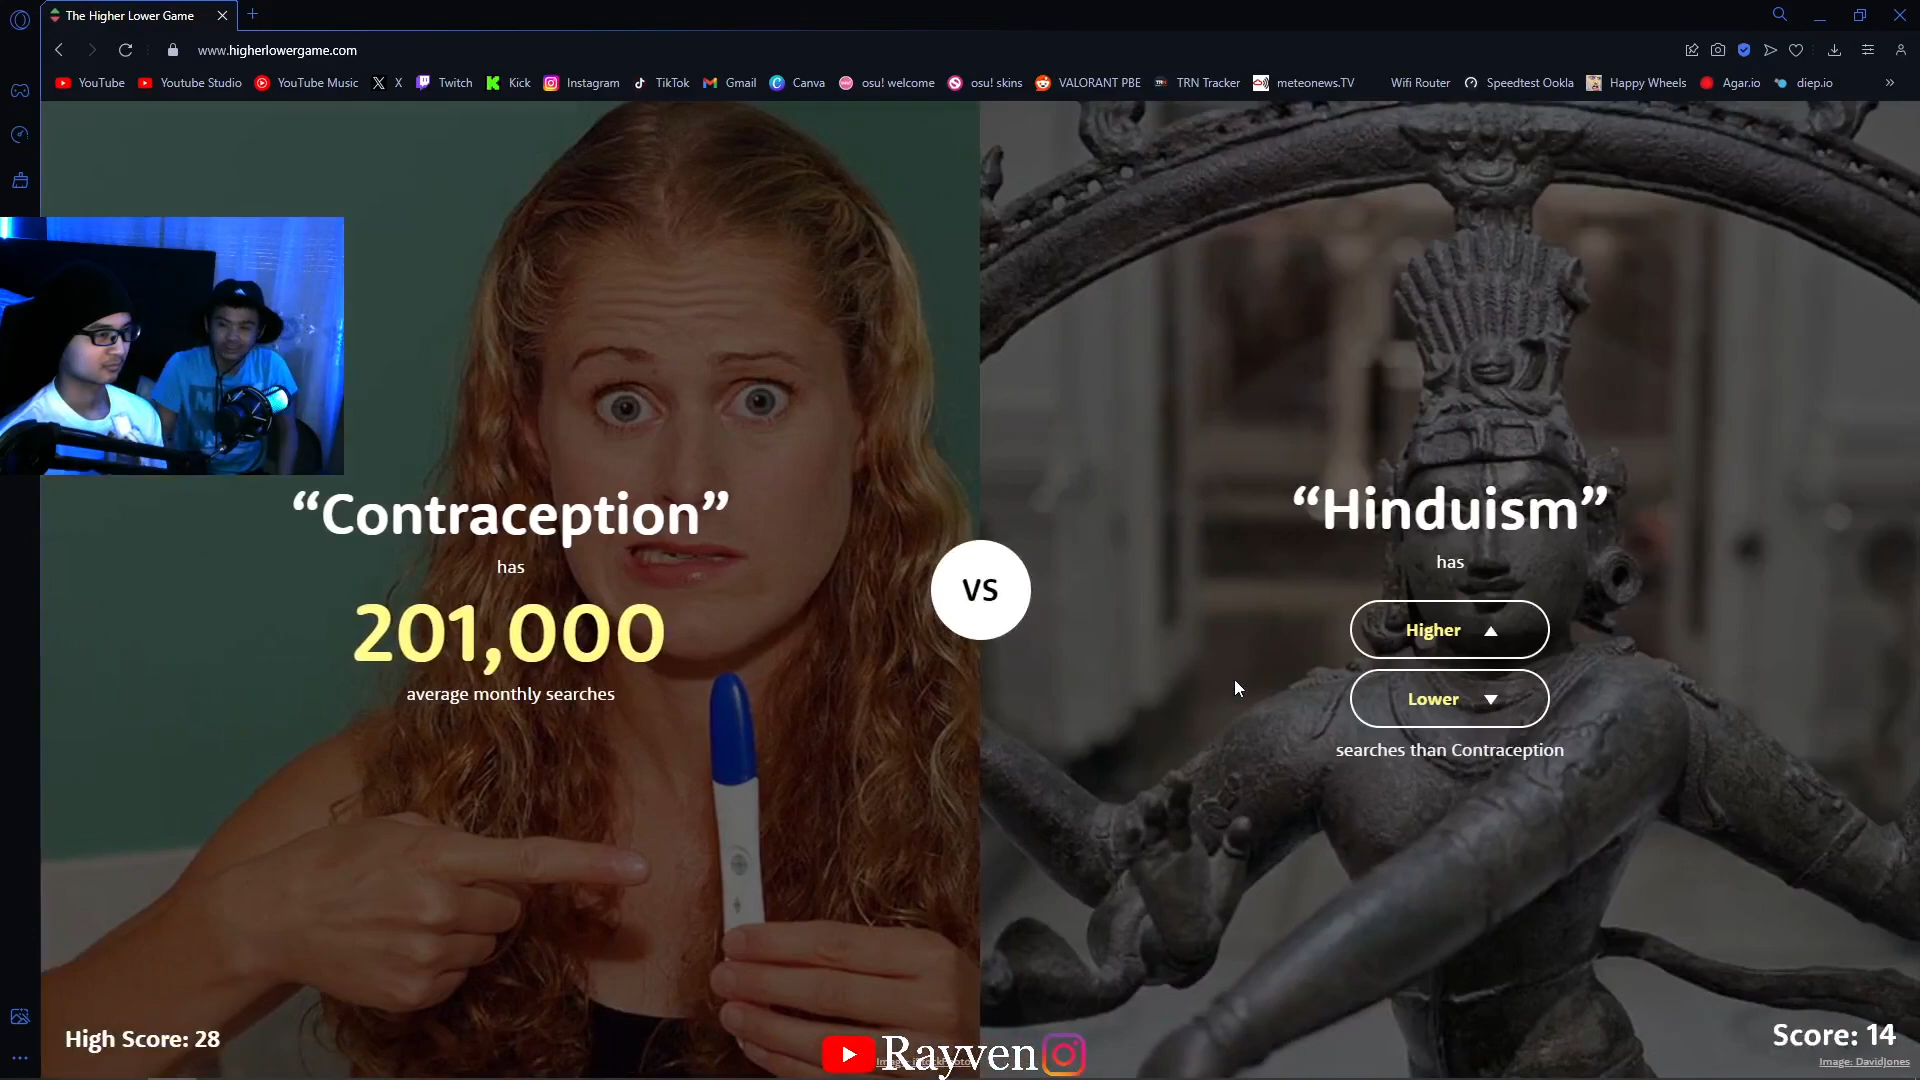 The Higher Lower Game
www.higherlowergame.com
YouTube
Youtube Studio
YouTube Music
X
Twitch
Kick
Instagram
TikTok
Gmail
Canva
osu! welcome
osu! skins
VALORANT PBE
TRN Tracker
meteonews.TV
Wifi Router
Speedtest Ookla
Happy Wheels
Agar.io
diep.io
“Contraception”
has
201,000
average monthly searches
VS
“Hinduism”
has
Higher
Lower
searches than Contraception
High Score: 28
Rayven
Score: 14
Image: DavidJones